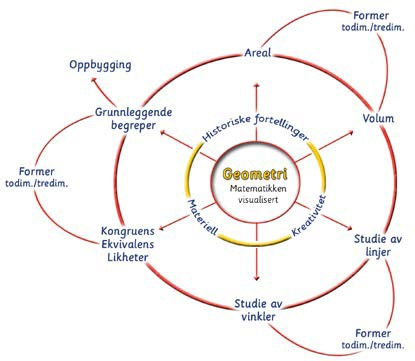 Former
todim./tredim.
Areal
Oppbygging
Grunnleggende
begreper
Volum
Historiske fortellinger
Geometri
Matematikken
visualisert
Former
todim./tredim.
Materiell
Kreativitet
Kongruens
Ekvivalens
Likheter
Studie av
linjer
Studie av
vinkler
Former
todim./tredim.